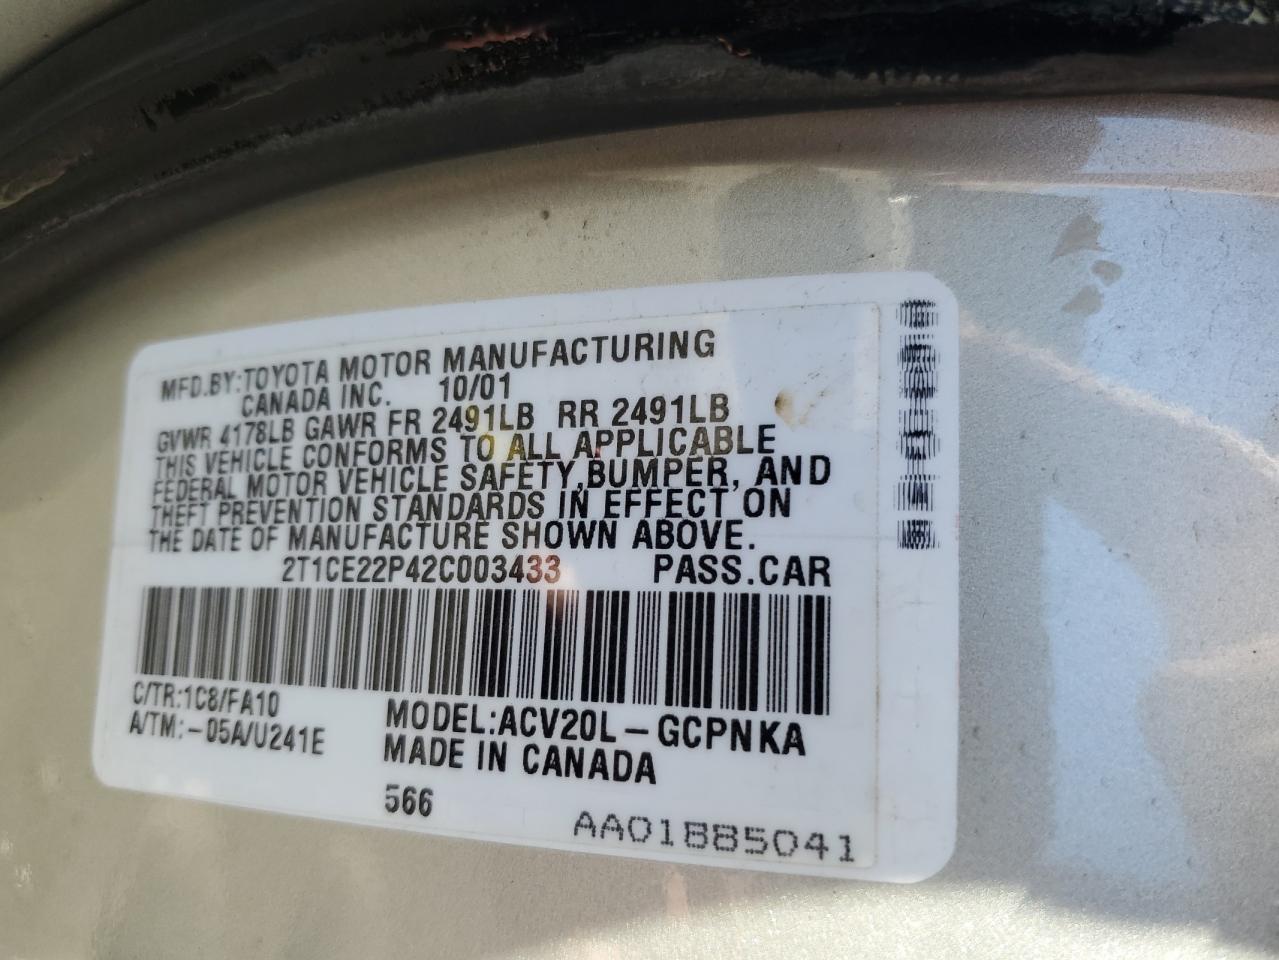 MFD.BY:TOYOTA MOTOR MANUFACTURING
CANADA INC. 10/01
GVWR 4178LB GAWR FR 2491LB RR 2491LB
THIS VEHICLE CONFORMS TO ALL APPLICABLE
FEDERAL MOTOR VEHICLE SAFETY,BUMPER, AND
THEFT PREVENTION STANDARDS IN EFFECT ON
THE DATE OF MANUFACTURE SHOWN ABOVE.
2T1CE22P42C003433 PASS.CAR
C/TR:1C8/FA10
A/TM:-05A/U241E
MODEL:ACV20L-GCPNKA
MADE IN CANADA
566
AA01885041